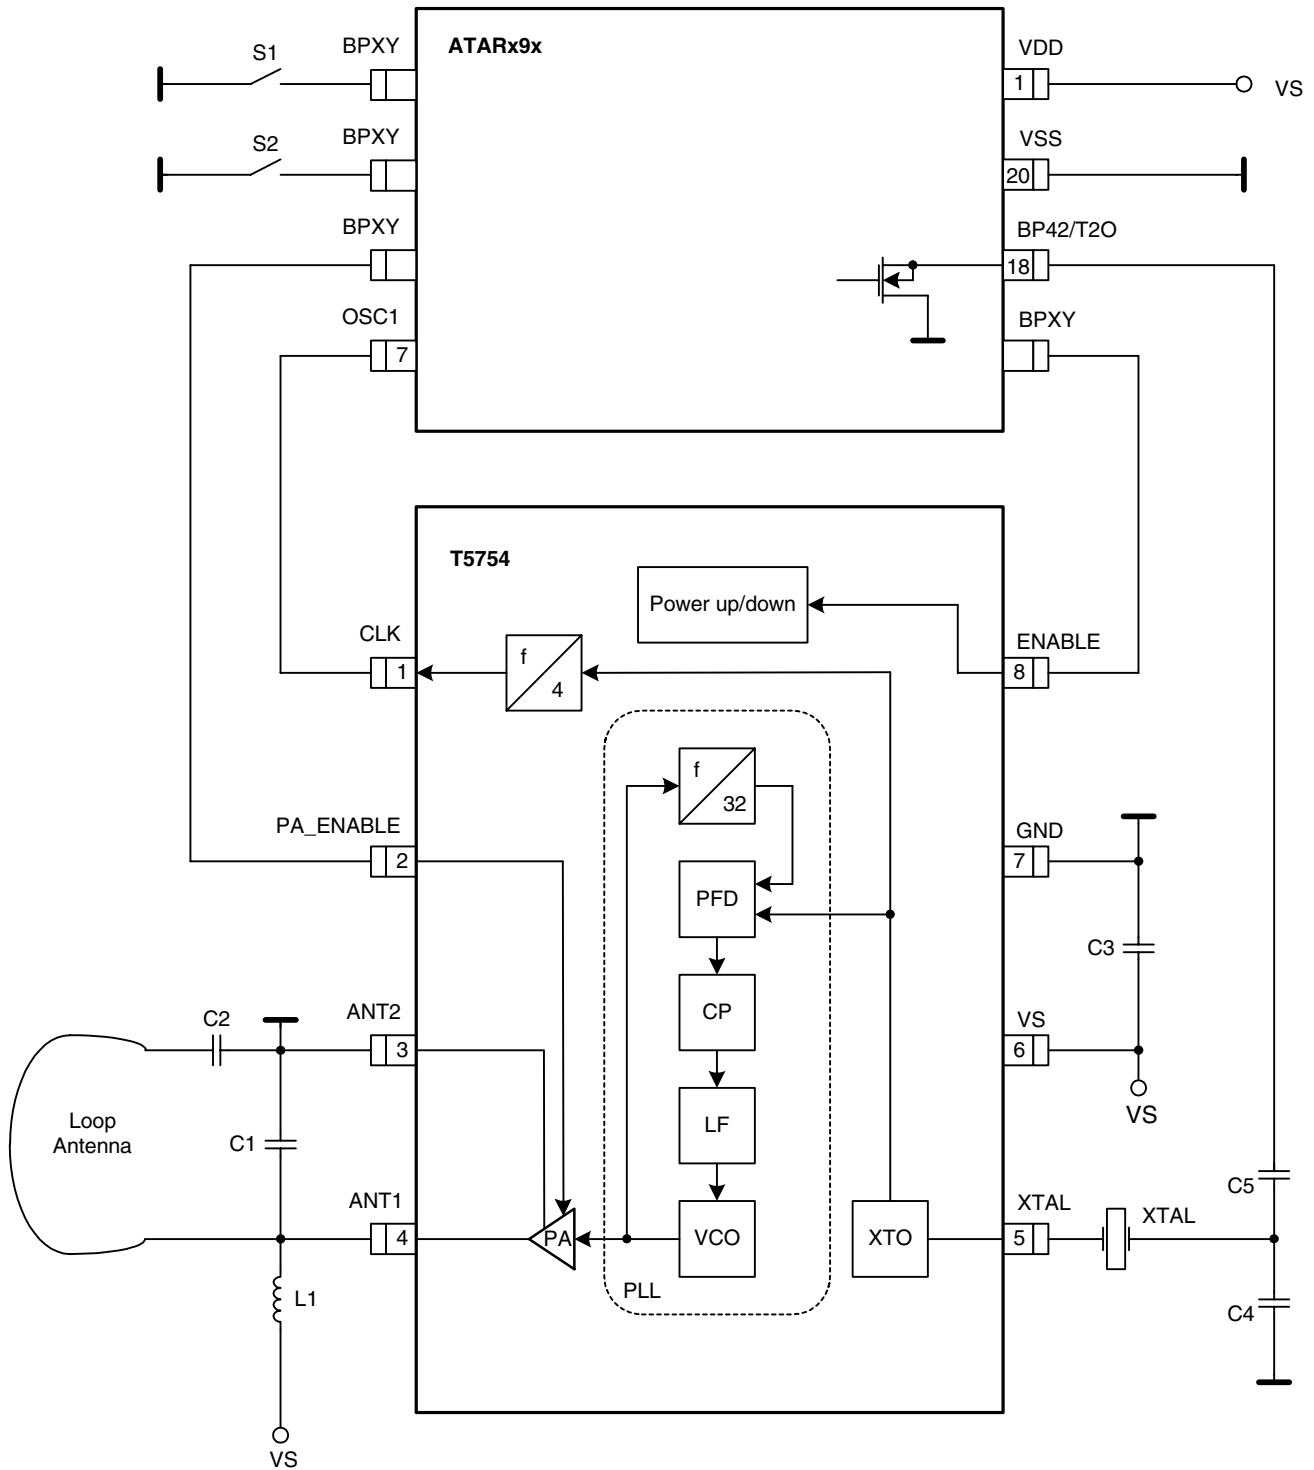 BPXY
ATARx9x
VDD
S1
1
VS
BPXY
VSS
S2
20
BPXY
BP42/T2O
18
OSC1
BPXY
7
T5754
Power up/down
CLK
ENABLE
f
1
4
8
f
32
PA_ENABLE
GND
2
7
PFD
C3
C2
ANT2
CP
VS
3
6
VS
Loop
Antenna
C1
LF
C5
ANT1
XTAL
XTAL
4
PA
VCO
XTO
5
PLL
L1
C4
VS